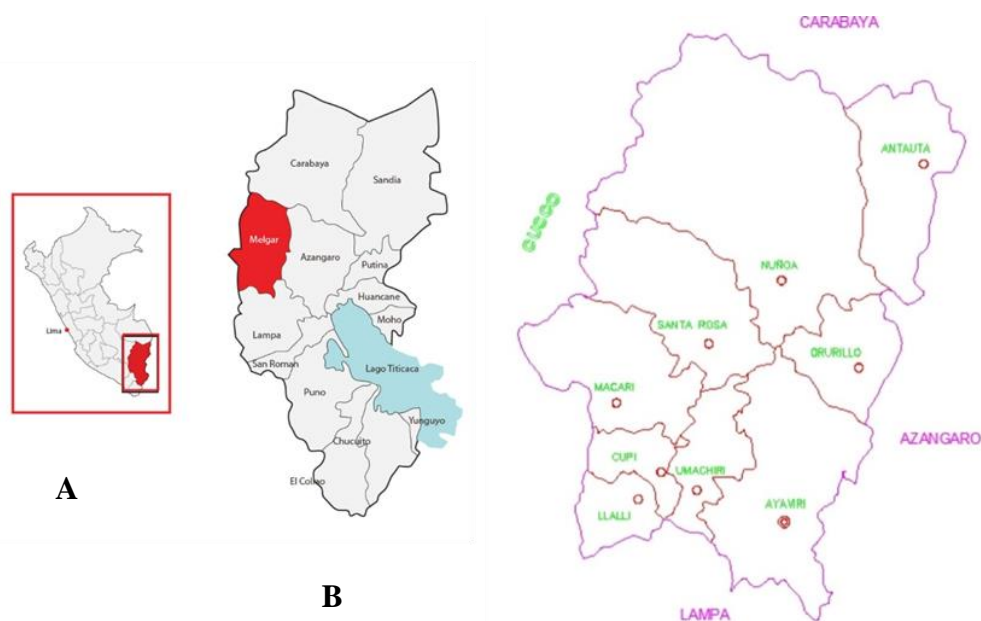 CARABAYA
Carabaya
Sandia
Melgar
Azangaro
Putina
Huancane
Moho
Lampa
San Roman
Lago Titicaca
Puno
Yunguyo
Chucuito
El Collao
Lima
A
B
CUSCO
ANTAUTA
NUÑOA
SANTA ROSA
ORURILLO
MACARI
AZANGARO
CUPI
UMACHIRI
LLALLI
AYAVIRI
LAMPA